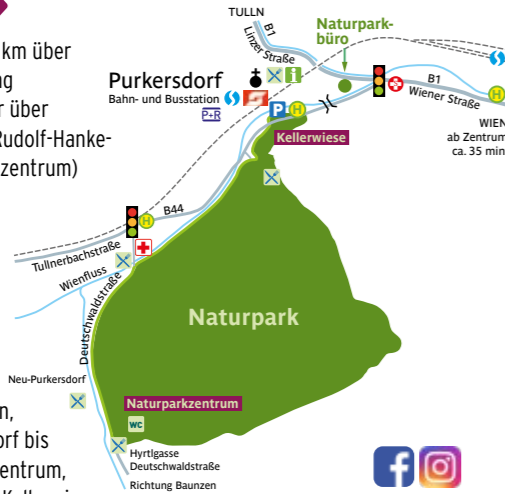 km über
ng
r über
Rudolf-Hanke-
zentrum)
TULLN
B1
Linzer Straße
Naturpark-
büro
i
Purkersdorf
Bahn- und Busstation
P+R
P
H
B1
Wiener Straße
H
WIEN
ab Zentrum
ca. 35 min
Kellerwiese
H
B44
Tullnerbachstraße
Wienfluss
Deutschwaldstraße
Naturpark
Neu-Purkersdorf
Naturparkzentrum
WC
n,
orf bis
entrum,
Hyrtlgasse
Deutschwaldstraße
Richtung Baunzen